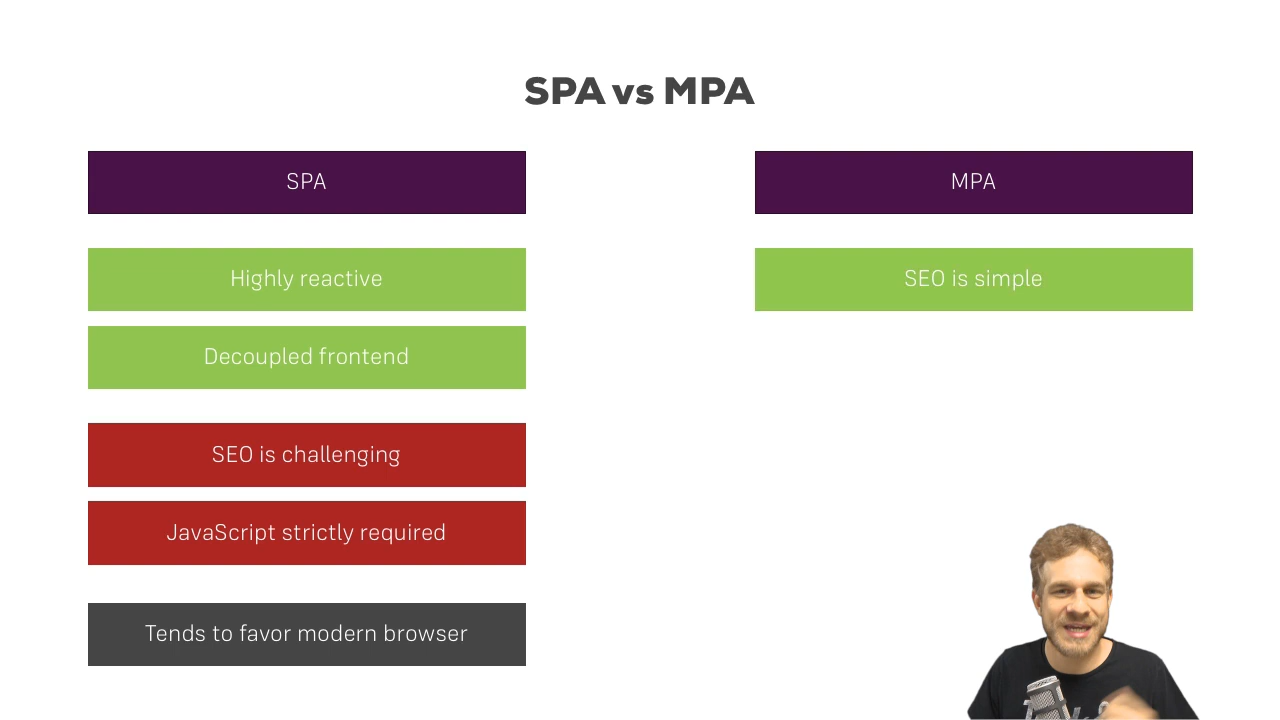 SPA vs MPA
SPA
MPA
Highly reactive
SEO is simple
Decoupled frontend
SEO is challenging
JavaScript strictly required
Tends to favor modern browser